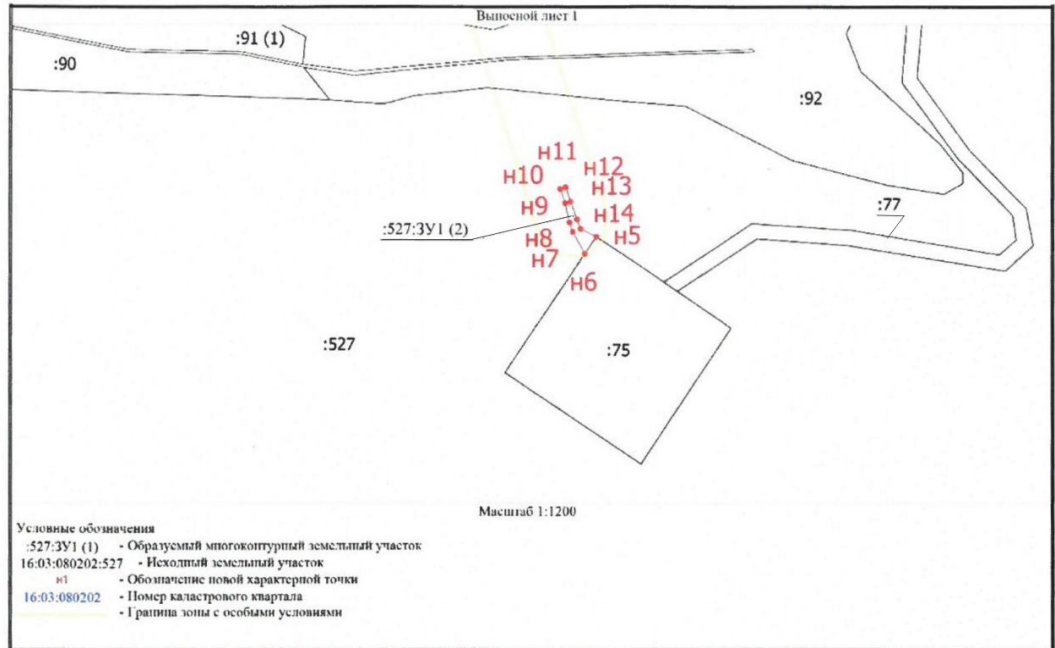 Выносной лист 1
:91 (1)
:90
:92
н11
н10
н12
н13
:77
н9
н14
:527:ЗУ1 (2)
н8
н5
н7
н6
:527
:75
Масштаб 1:1200
Условные обозначения
:527:ЗУ1 (1) - Образуемый многоконтурный земельный участок
16:03:080202:527 - Исходный земельный участок
н1 - Обозначение новой характерной точки
16:03:080202 - Номер кадастрового квартала
- Граница зоны с особыми условиями